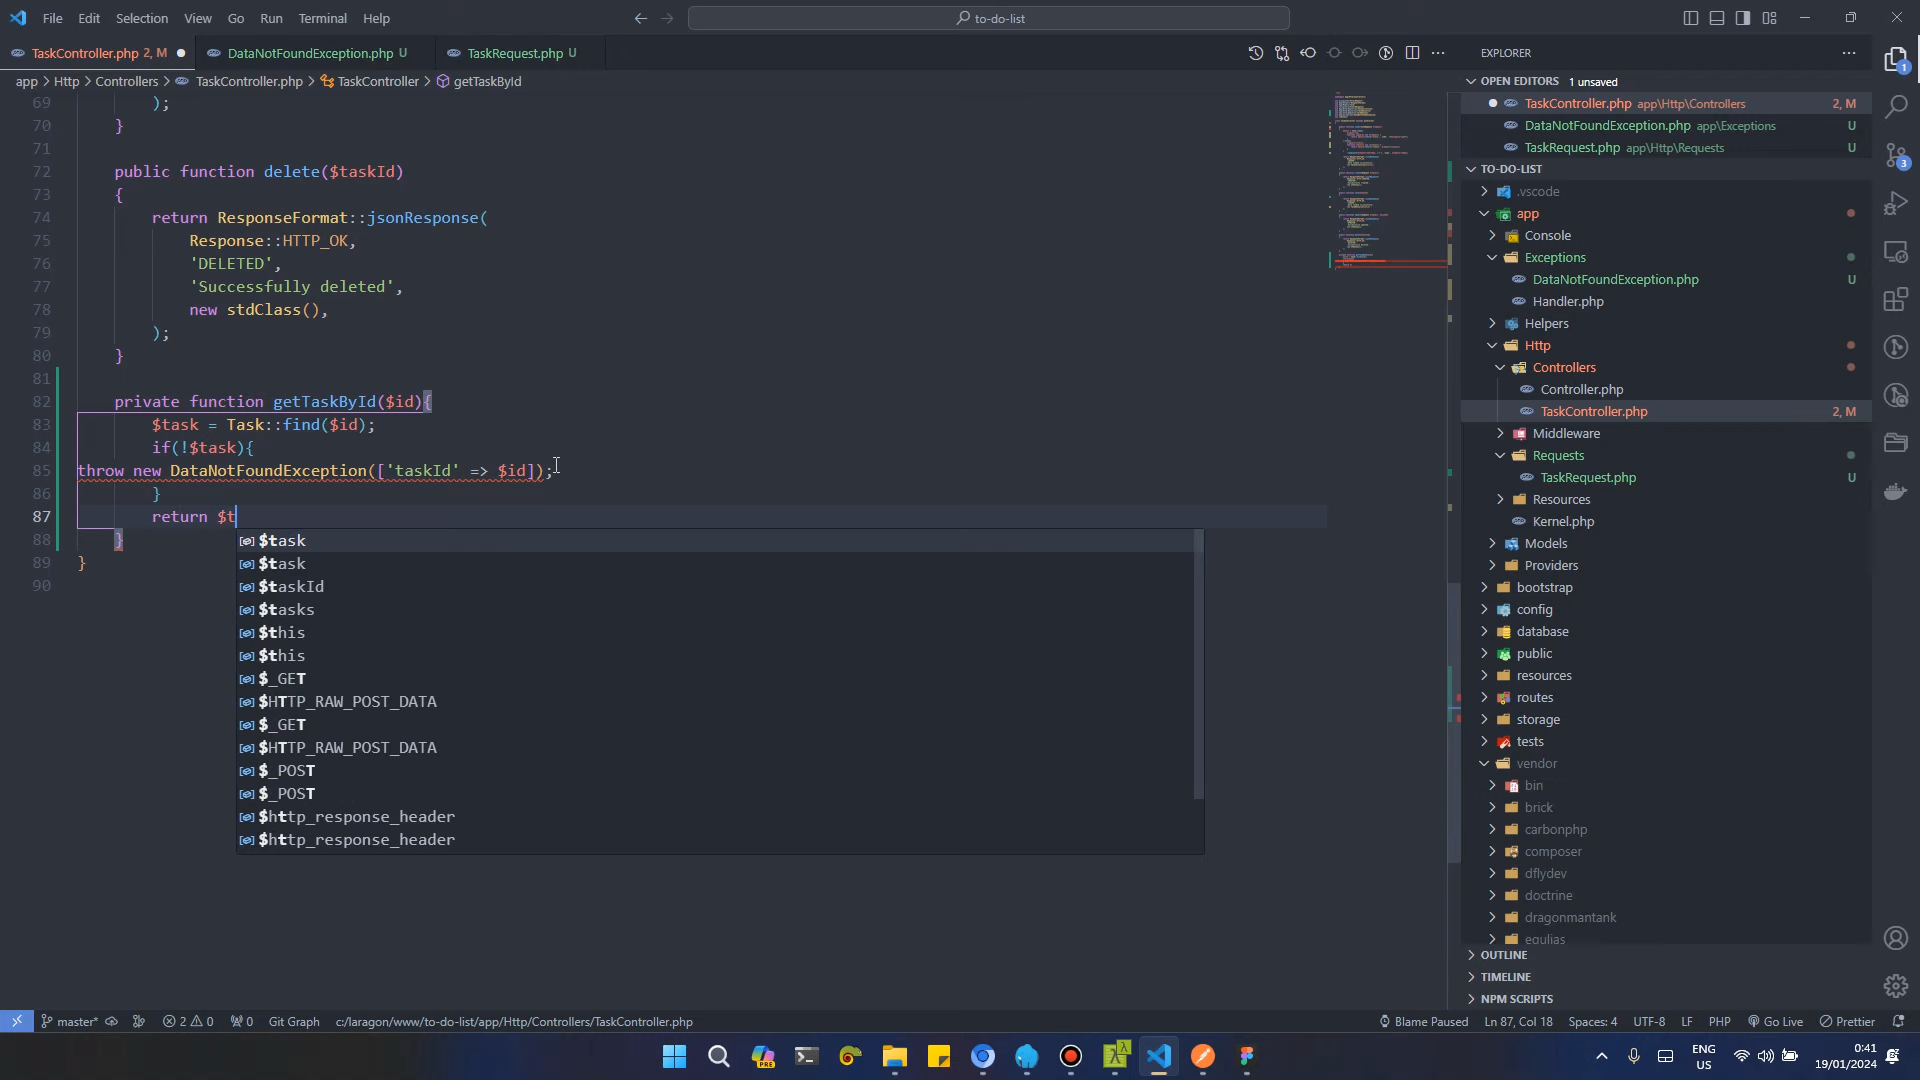 File Edit Selection View Go Run Terminal Help
to-do-list
TaskController.php 2, M
DataNotFoundException.php U
TaskRequest.php U
app > Http > Controllers > TaskController.php > TaskController > getTaskById
69 );
70 }
71
72 public function delete($taskId)
73 {
74 return ResponseFormat::jsonResponse(
75 Response::HTTP_OK,
76 'DELETED',
77 'Successfully deleted',
78 new stdClass(),
79 );
80 }
81
82 private function getTaskById($id){
83 $task = Task::find($id);
84 if(!$task){
85 throw new DataNotFoundException(['taskId' => $id]);
86 }
87 return $t
88 }
89 }
90
$task
$task
$taskId
$tasks
$this
$this
$_GET
$HTTP_RAW_POST_DATA
$_GET
$HTTP_RAW_POST_DATA
$_POST
$_POST
$http_response_header
$http_response_header
EXPLORER
OPEN EDITORS 1 unsaved
TaskController.php app\Http\Controllers 2, M
DataNotFoundException.php app\Exceptions U
TaskRequest.php app\Http\Requests U
TO-DO-LIST
.vscode
app
Console
Exceptions
DataNotFoundException.php U
Handler.php
Helpers
Http
Controllers
Controller.php
TaskController.php 2, M
Middleware
Requests
TaskRequest.php U
Resources
Kernel.php
Models
Providers
bootstrap
config
database
public
resources
routes
storage
tests
vendor
bin
brick
carbonphp
composer
dflydev
doctrine
dragonmantank
egulias
OUTLINE
TIMELINE
NPM SCRIPTS
1
3
master* 2 0 0 Git Graph c:/laragon/www/to-do-list/app/Http/Controllers/TaskController.php Blame Paused Ln 87, Col 18 Spaces: 4 UTF-8 LF PHP Go Live Prettier
PRE
ENG
US
0:41
19/01/2024